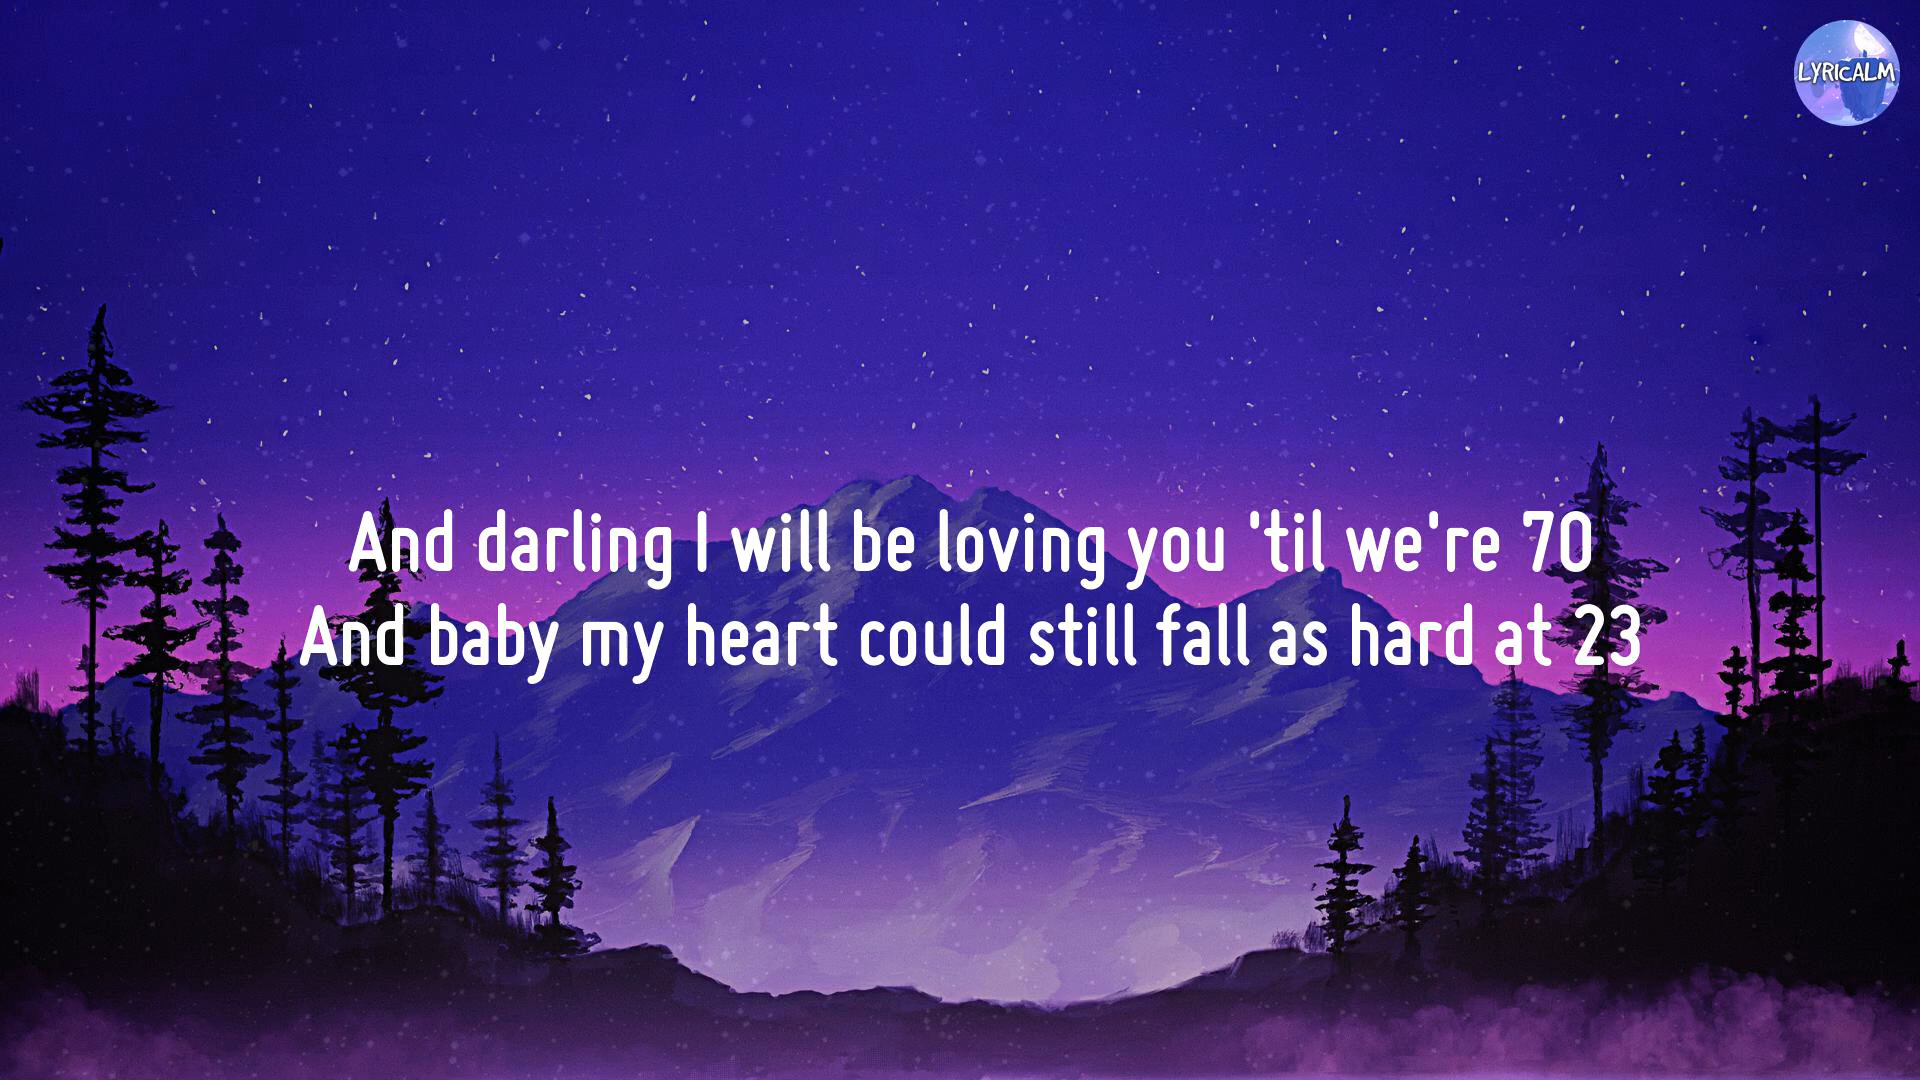 LYRICALM
And darling I will be loving you 'til we're 70
And baby my heart could still fall as hard at 23